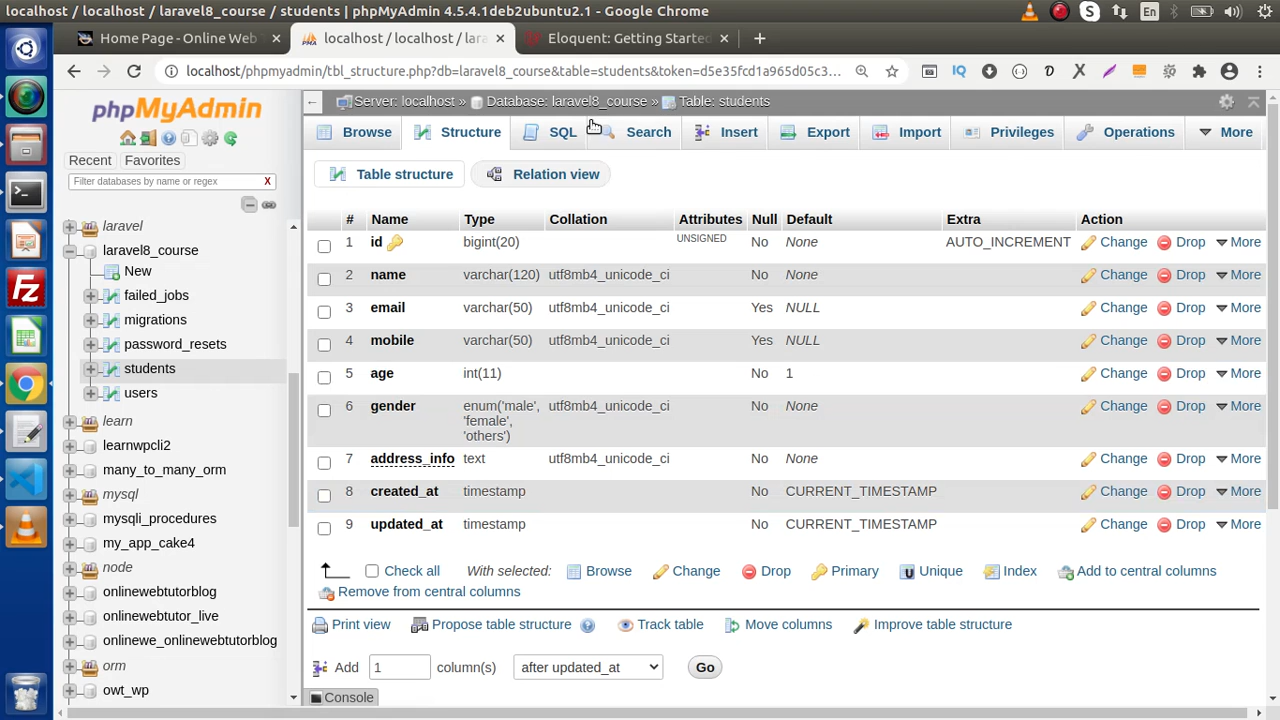 localhost / localhost / laravel8_course / students | phpMyAdmin 4.5.4.1deb2ubuntu2.1 - Google Chrome
S
En
Home Page - Online Web
localhost / localhost / lara
Eloquent: Getting Started
localhost/phpmyadmin/tbl_structure.php?db=laravel8_course&table=students&token=d5e35fcd1a965d05c3...
phpMyAdmin
Recent
Favorites
Filter databases by name or regex
X
laravel
laravel8_course
New
failed_jobs
migrations
password_resets
students
users
learn
learnwpcli2
many_to_many_orm
mysql
mysqli_procedures
my_app_cake4
node
onlinewebtutorblog
onlinewebtutor_live
onlinewe_onlinewebtutorblog
orm
owt_wp
Server: localhost » Database: laravel8_course » Table: students
Browse Structure SQL Search Insert Export Import Privileges Operations More
Table structure Relation view
# Name Type Collation Attributes Null Default Extra Action
1 id bigint(20) UNSIGNED No None AUTO_INCREMENT Change Drop More
2 name varchar(120) utf8mb4_unicode_ci No None Change Drop More
3 email varchar(50) utf8mb4_unicode_ci Yes NULL Change Drop More
4 mobile varchar(50) utf8mb4_unicode_ci Yes NULL Change Drop More
5 age int(11) No 1 Change Drop More
6 gender enum('male', utf8mb4_unicode_ci No None Change Drop More
'female',
'others')
7 address_info text utf8mb4_unicode_ci No None Change Drop More
8 created_at timestamp No CURRENT_TIMESTAMP Change Drop More
9 updated_at timestamp No CURRENT_TIMESTAMP Change Drop More
Check all With selected: Browse Change Drop Primary Unique Index Add to central columns
Remove from central columns
Print view Propose table structure Track table Move columns Improve table structure
Add 1 column(s) after updated_at Go
Console